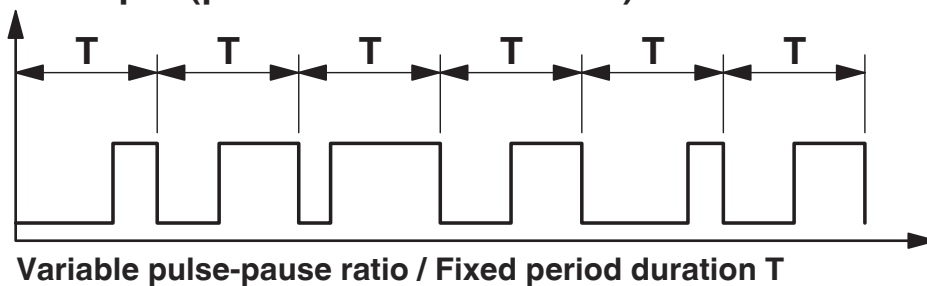 T T T T T T
Variable pulse-pause ratio / Fixed period duration T